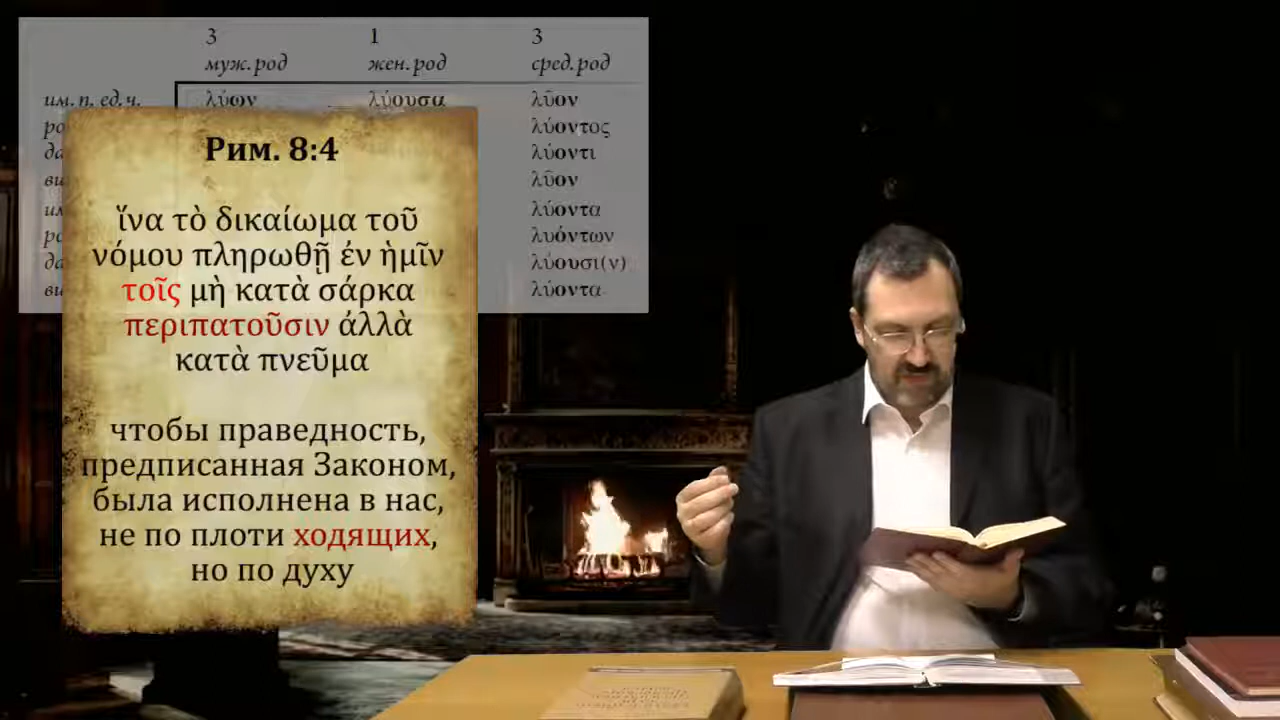 3 1 3
муж. род жен. род сред. род
им. п. ед. ч. λύων λύουσα λῦον
λύοντος
λύοντι
λῦον
λύοντα
λυόντων
λύουσι(ν)
λύοντα
Рим. 8:4
ἵνα τὸ δικαίωμα τοῦ
νόμου πληρωθῇ ἐν ἡμῖν
τοῖς μὴ κατὰ σάρκα
περιπατοῦσιν ἀλλὰ
κατὰ πνεῦμα
чтобы праведность,
предписанная Законом,
была исполнена в нас,
не по плоти ходящих,
но по духу